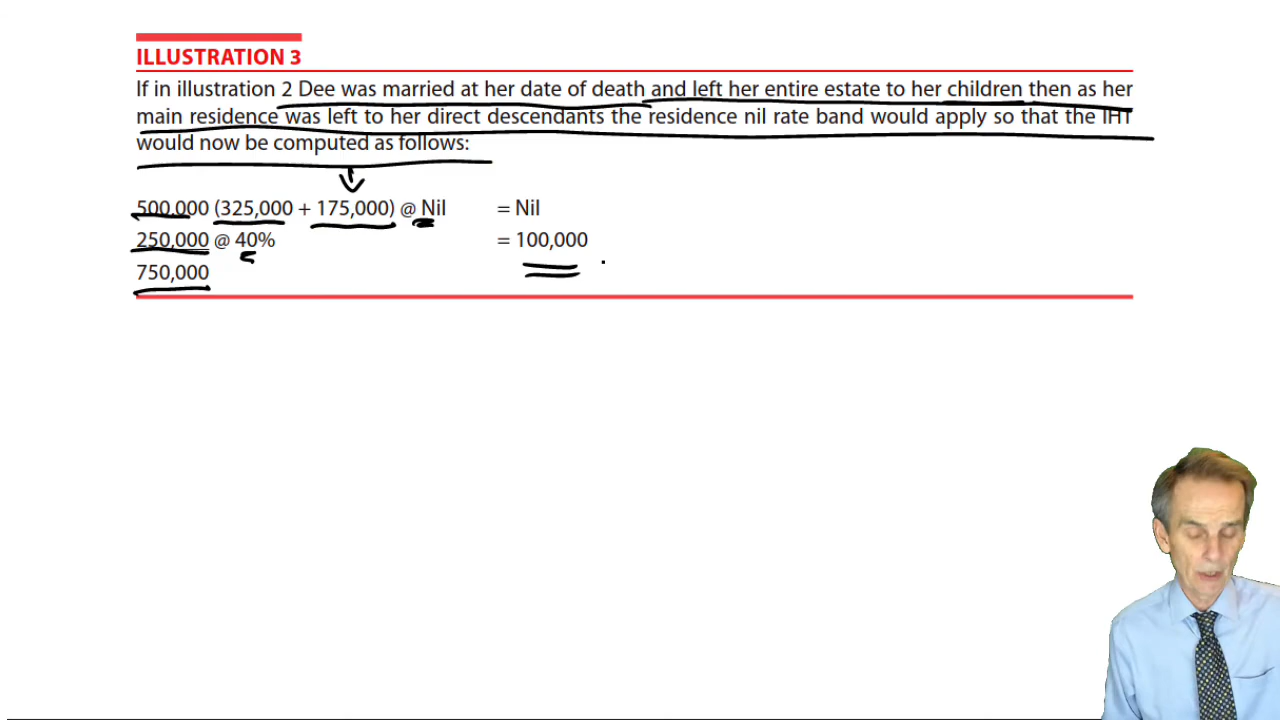 ILLUSTRATION 3
If in illustration 2 Dee was married at her date of death and left her entire estate to her children then as her
main residence was left to her direct descendants the residence nil rate band would apply so that the IHT
would now be computed as follows:
500,000 (325,000 + 175,000) @ Nil = Nil
250,000 @ 40% = 100,000
750,000